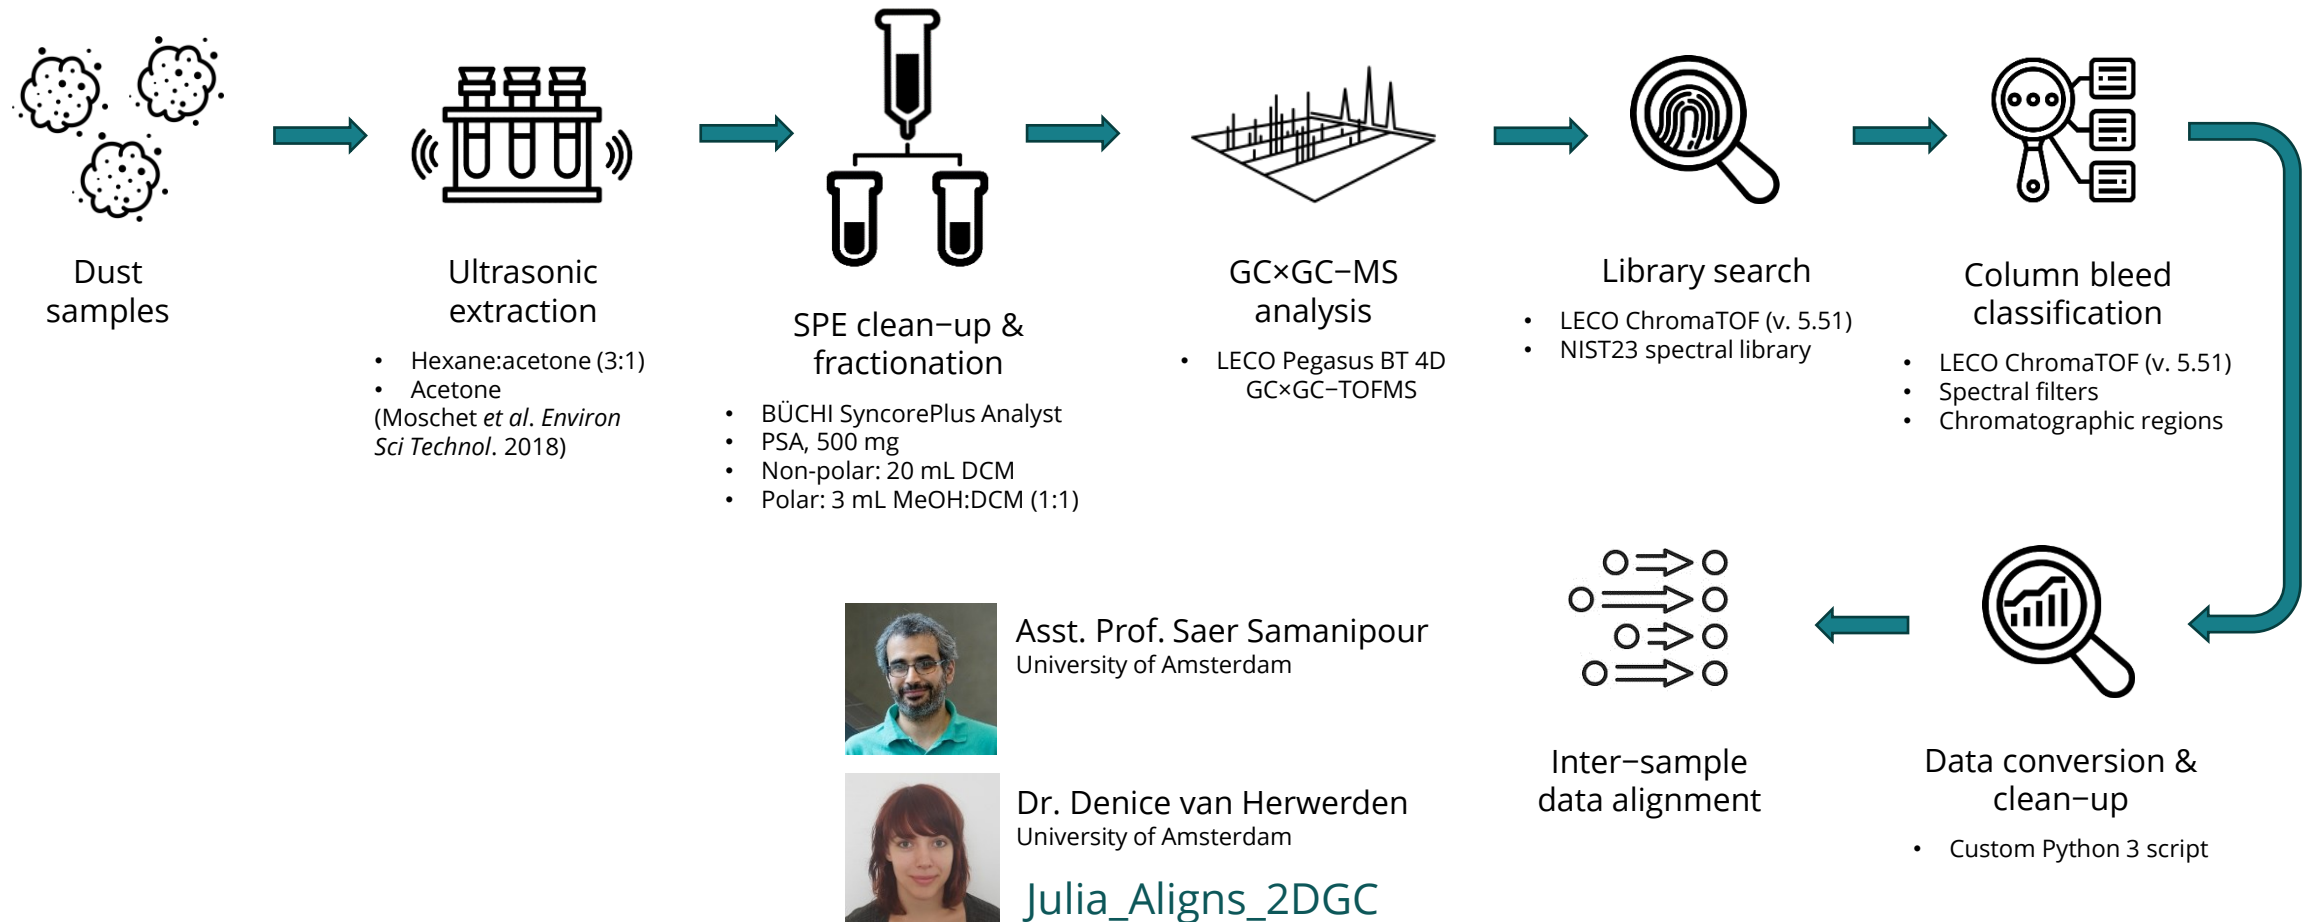 Dust
samples
Ultrasonic
extraction
• Hexane:acetone (3:1)
• Acetone
(Moschet et al. Environ
Sci Technol. 2018)
SPE clean−up &
fractionation
• BÜCHI SyncorePlus Analyst
• PSA, 500 mg
• Non-polar: 20 mL DCM
• Polar: 3 mL MeOH:DCM (1:1)
GC×GC−MS
analysis
• LECO Pegasus BT 4D
GC×GC−TOFMS
Library search
• LECO ChromaTOF (v. 5.51)
• NIST23 spectral library
Column bleed
classification
• LECO ChromaTOF (v. 5.51)
• Spectral filters
• Chromatographic regions
Data conversion &
clean−up
• Custom Python 3 script
Inter−sample
data alignment
Asst. Prof. Saer Samanipour
University of Amsterdam
Dr. Denice van Herwerden
University of Amsterdam
Julia_Aligns_2DGC